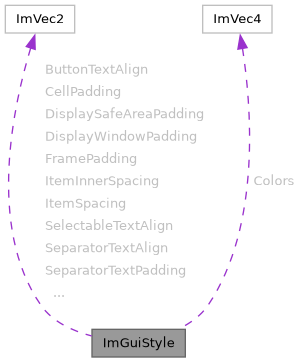 ImVec2
ImVec4
ButtonTextAlign
CellPadding
DisplaySafeAreaPadding
DisplayWindowPadding
FramePadding
ItemInnerSpacing
Colors
ItemSpacing
SelectableTextAlign
SeparatorTextAlign
SeparatorTextPadding
...
ImGuiStyle